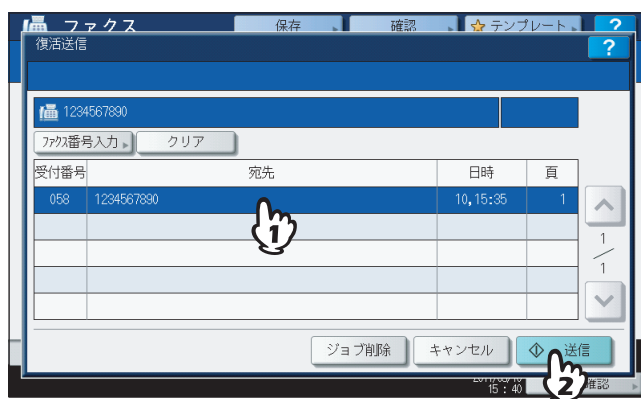 ファクス 保存 確認 テンプレート ?
復活送信 ?
1234567890
ファクス番号入力 クリア
受付番号 宛先 日時 頁
058 1234567890 10,15:35 1
1
1
1
ジョブ削除 キャンセル 送信
2
15:40